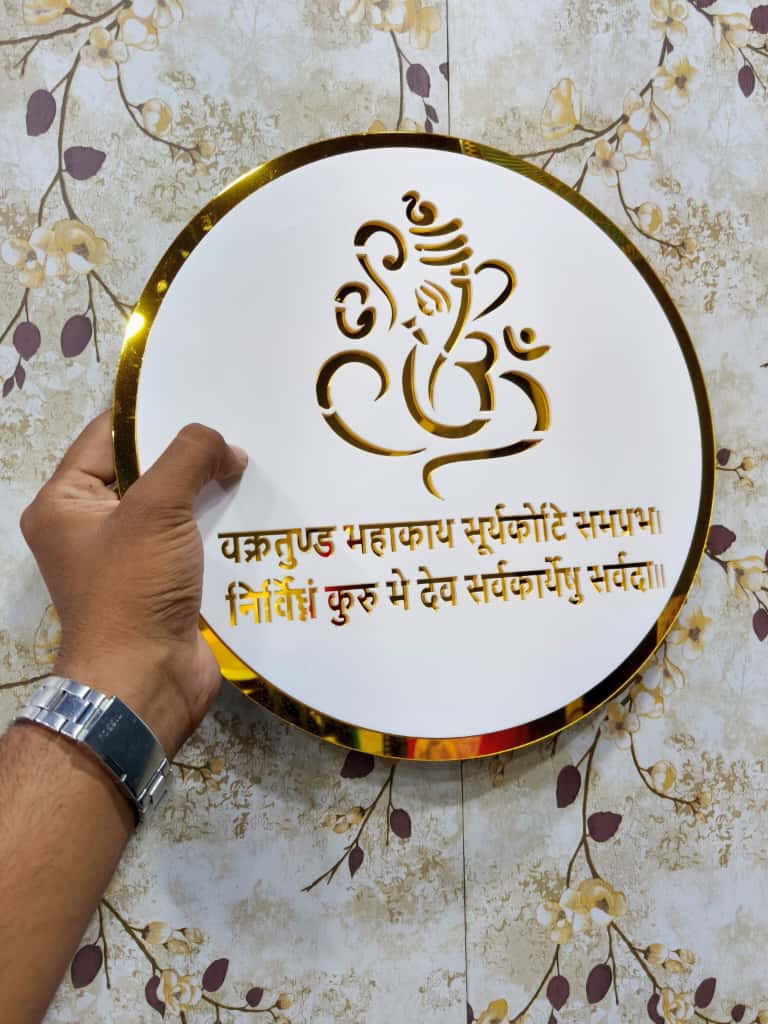 वक्रतुण्ड महाकाय सूर्यकोटि समप्रभ।
निर्विघ्नं कुरु मे देव सर्वकार्येषु सर्वदा॥